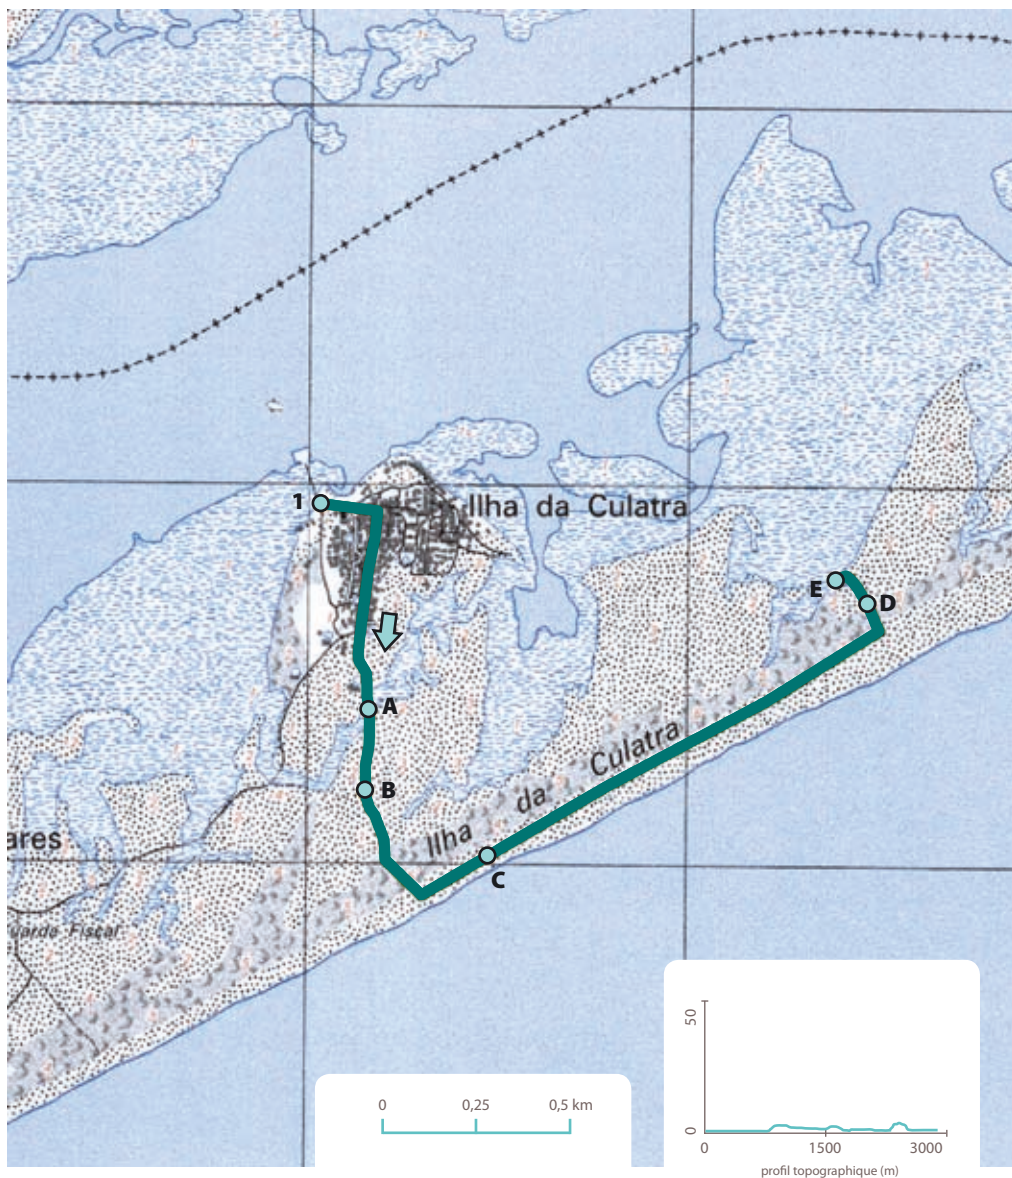 1
Ilha da Culatra
E
D
A
B
Ilha da Culatra
C
ares
Fiscal
0 0,25 0,5 km
50
0
0 1500 3000
profil topographique (m)